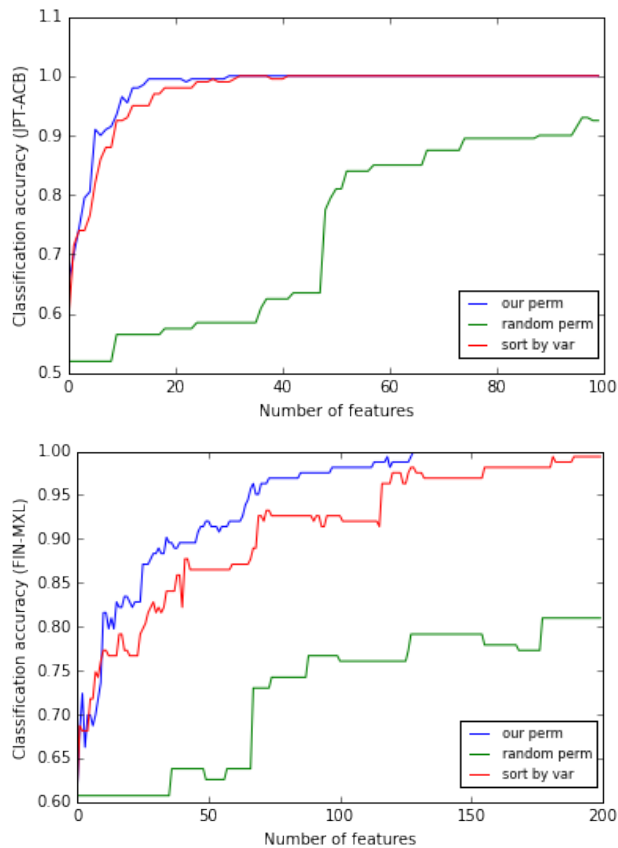 1.1
1.0
0.9
0.8
0.7
0.6
0.5
Classification accuracy (JPT-ACB)
our perm
random perm
sort by var
0 20 40 60 80 100
Number of features
1.00
0.95
0.90
0.85
0.80
0.75
0.70
0.65
0.60
Classification accuracy (FIN-MXL)
our perm
random perm
sort by var
0 50 100 150 200
Number of features